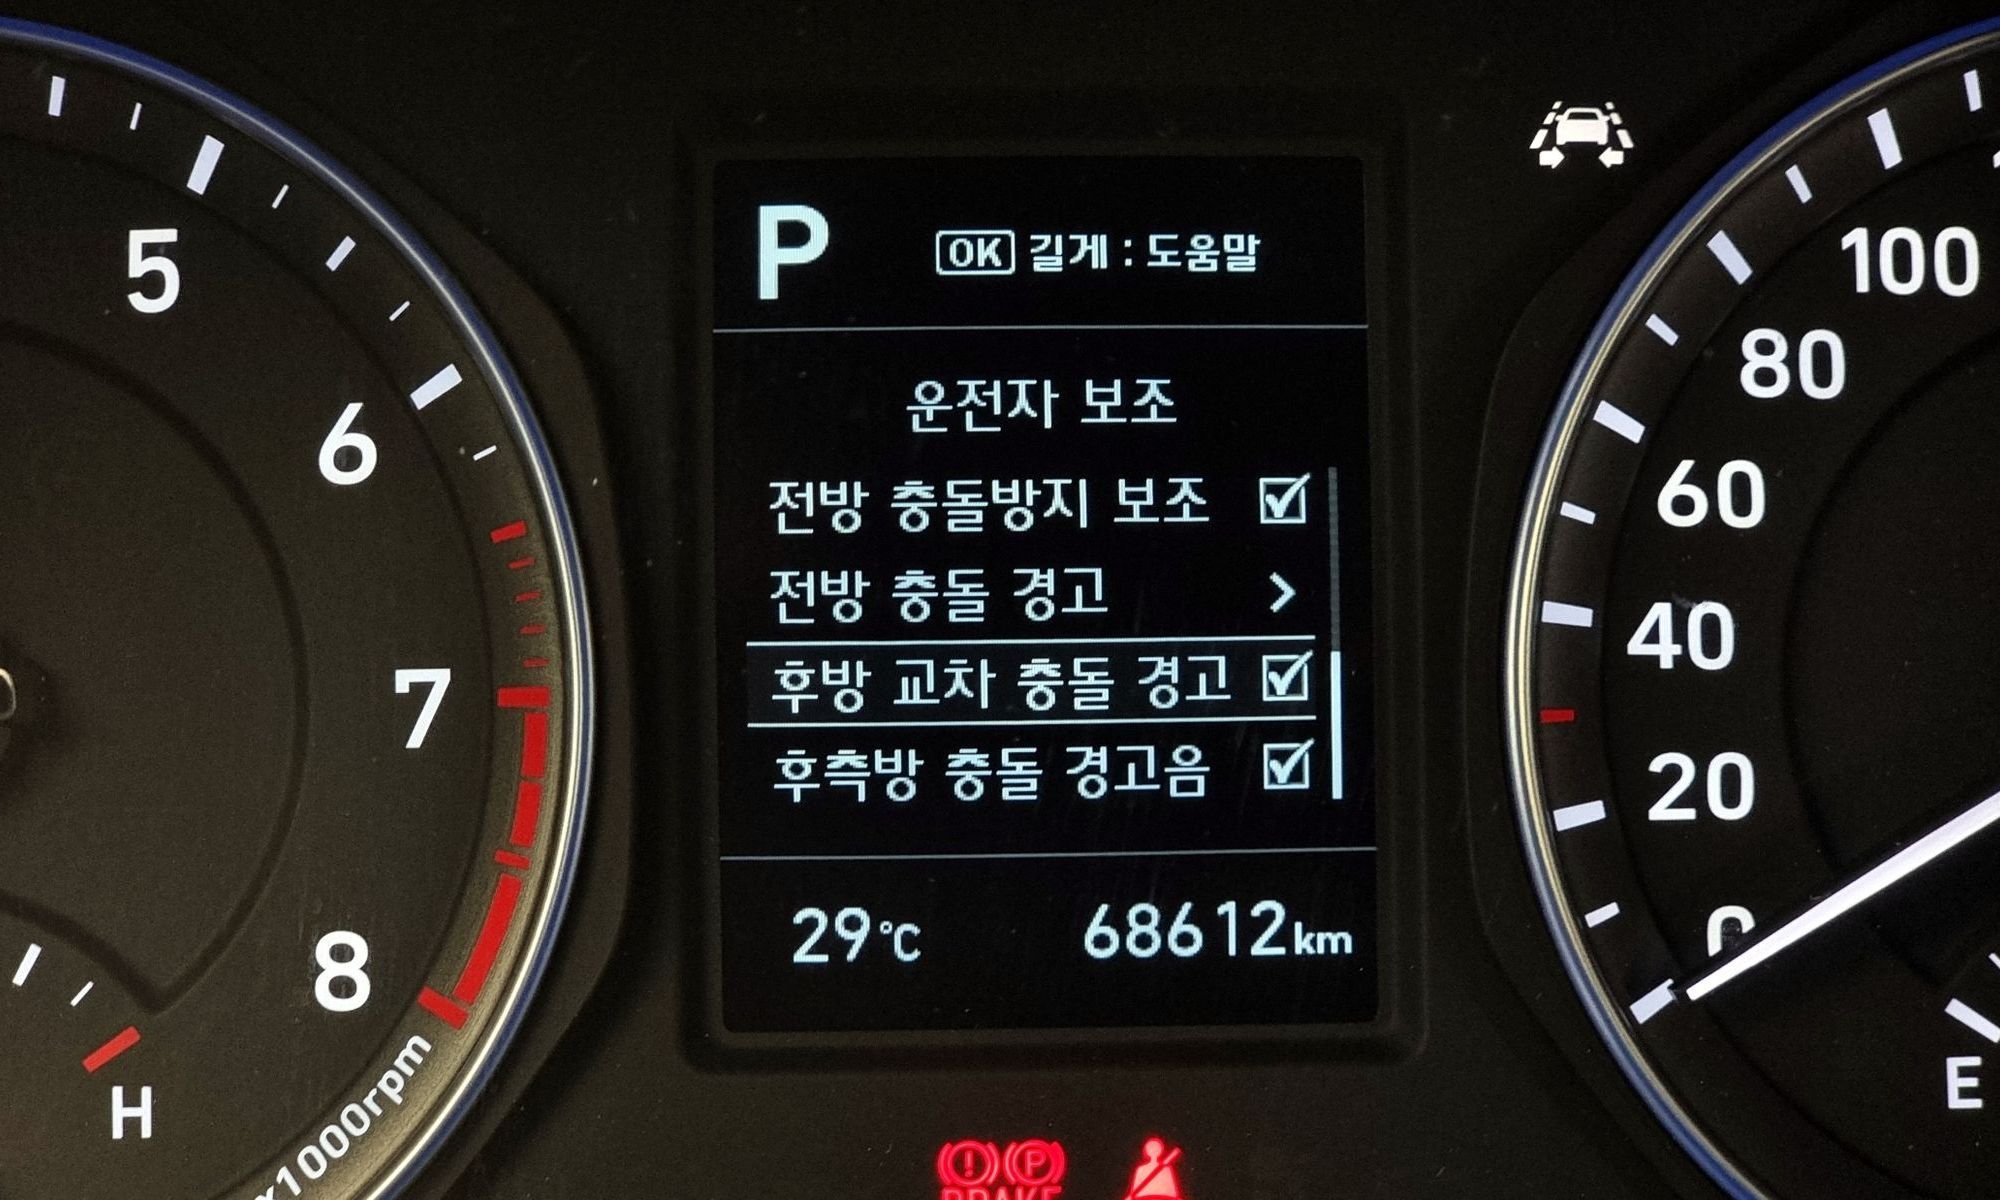 P
OK 길게 : 도움말
운전자 보조
전방 충돌방지 보조
전방 충돌 경고
후방 교차 충돌 경고
후측방 충돌 경고음
29°C 68612km
5
6
7
8
H
x1000rpm
100
80
60
40
20
0
E
BRAKE